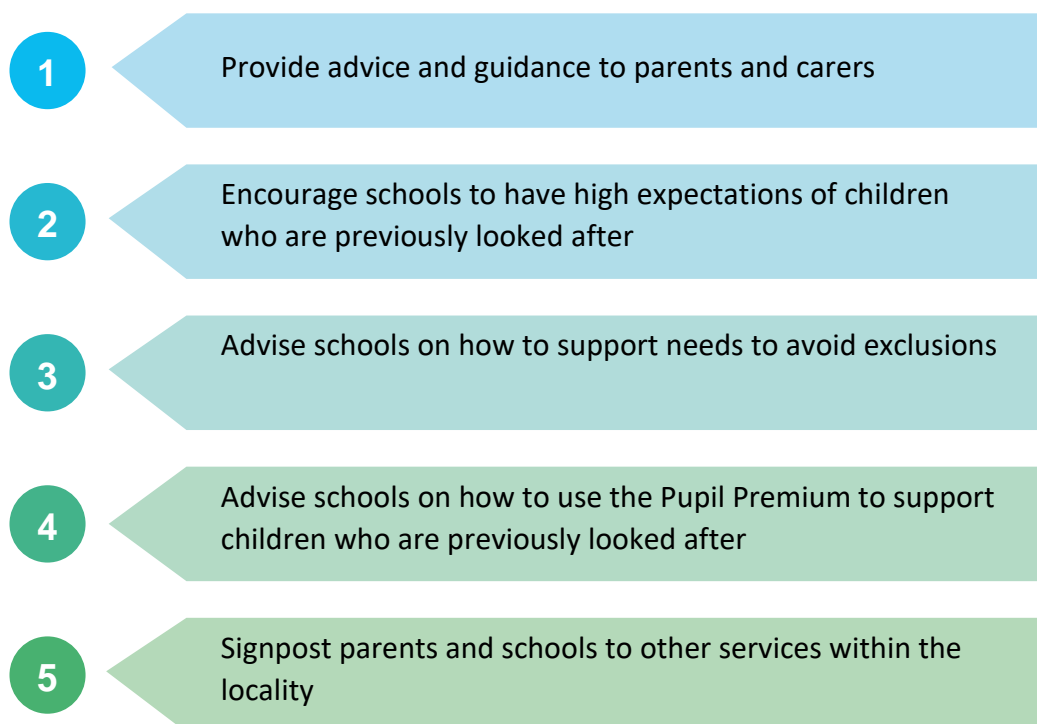 1
Provide advice and guidance to parents and carers
2
Encourage schools to have high expectations of children
who are previously looked after
3
Advise schools on how to support needs to avoid exclusions
4
Advise schools on how to use the Pupil Premium to support
children who are previously looked after
5
Signpost parents and schools to other services within the
locality